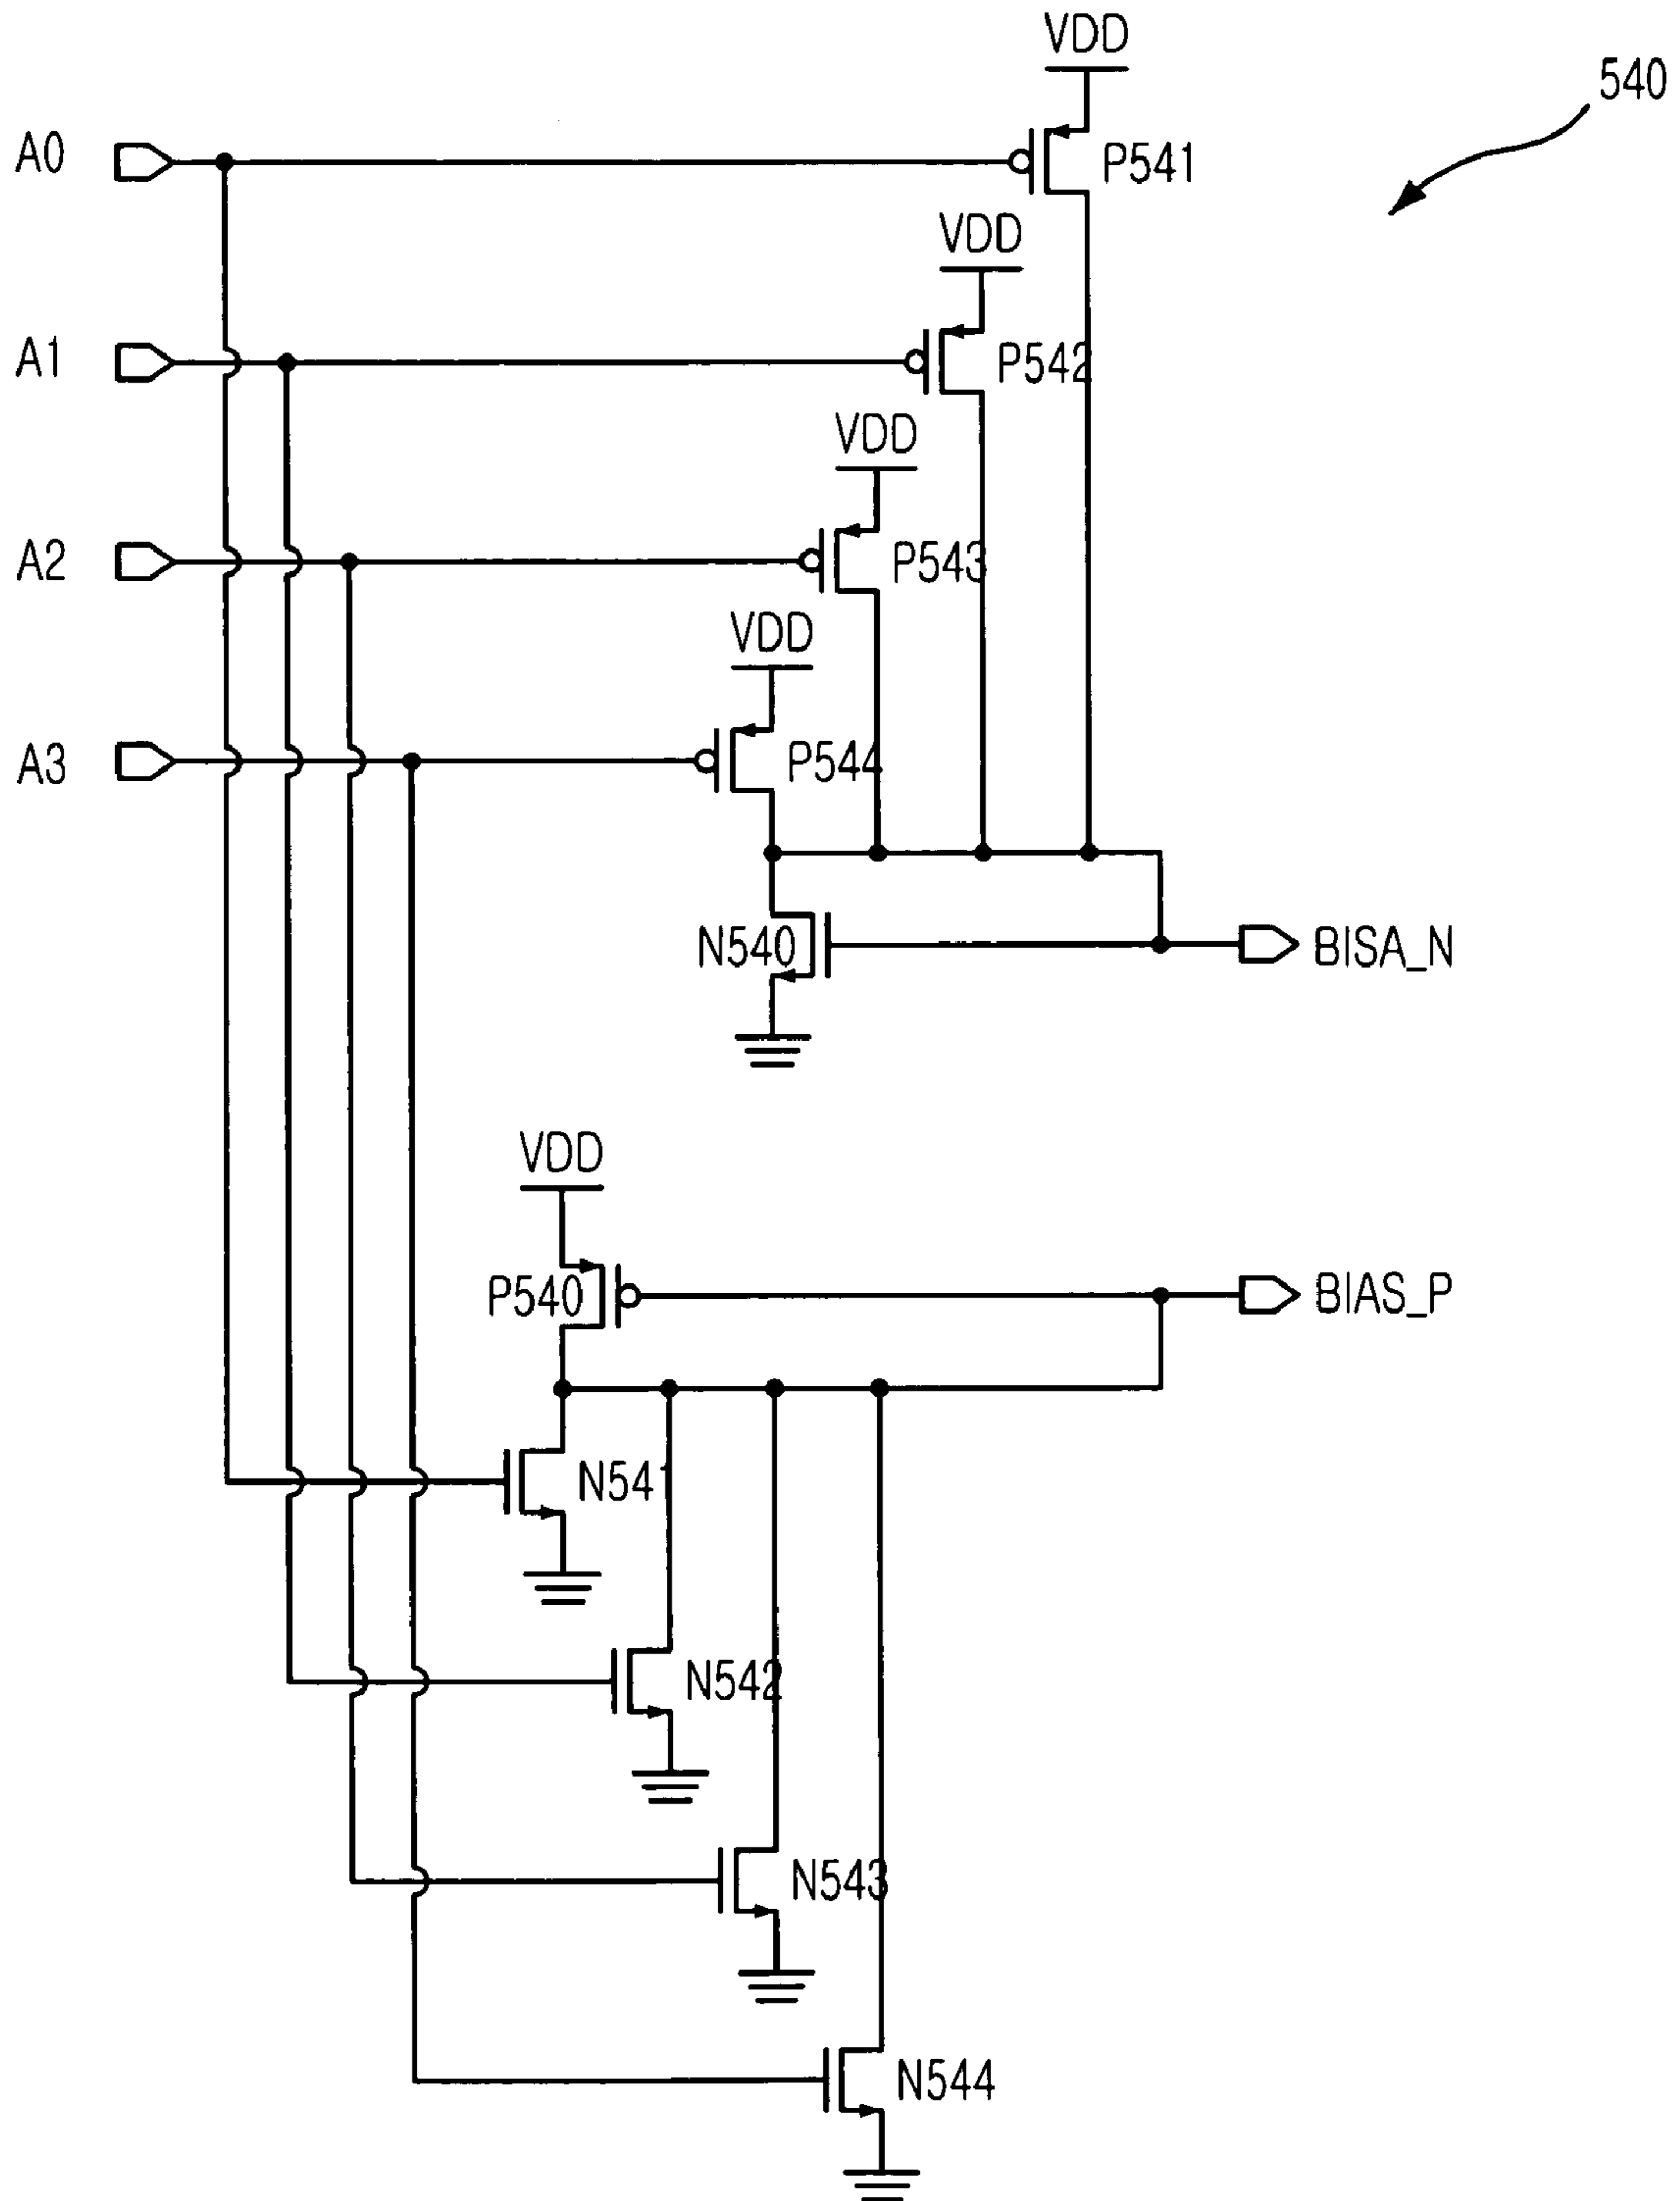 VDD
540
A0
P541
VDD
A1
P542
VDD
A2
P543
VDD
A3
P544
N540
BISA_N
VDD
P540
BIAS_P
N541
N542
N543
N544